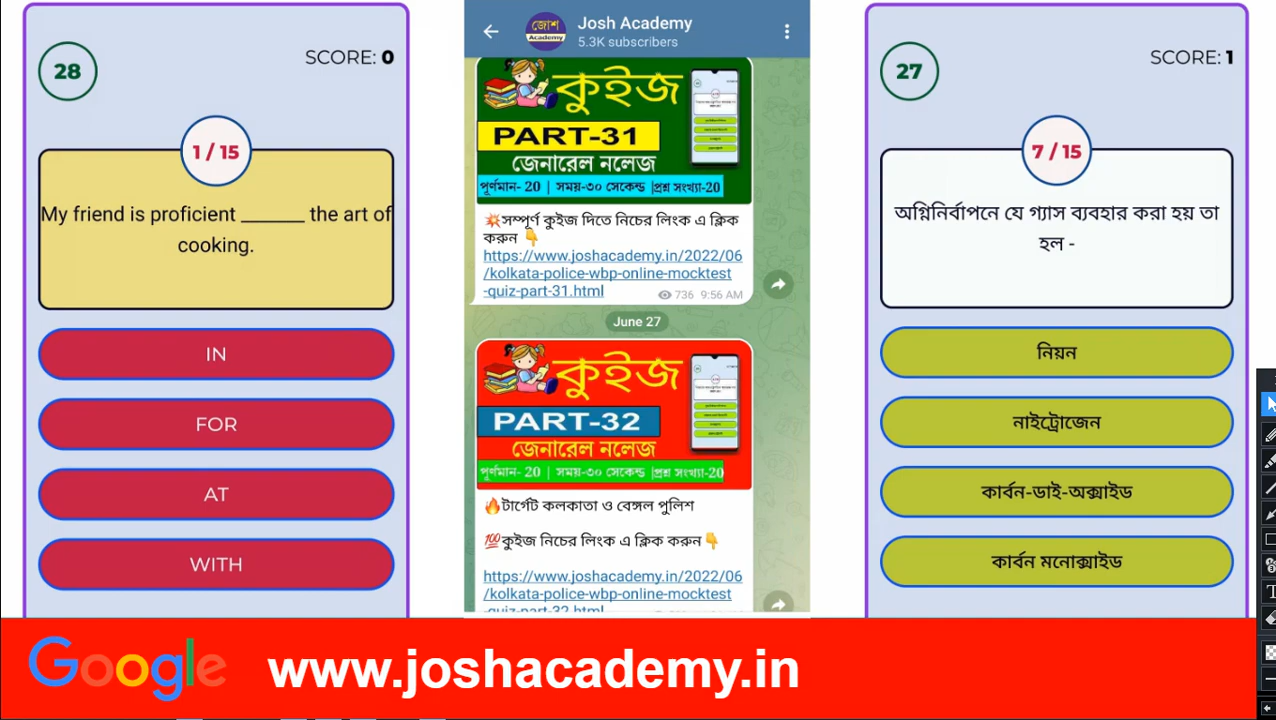 28
SCORE: 0
1 / 15
My friend is proficient ______ the art of
cooking.
IN
FOR
AT
WITH
জোশ
Academy
Josh Academy
5.3K subscribers
কুইজ
PART-31
জেনারেল নলেজ
পূর্ণমান- 20 | সময়-৩০ সেকেন্ড |প্রশ্ন সংখ্যা-20
💥সম্পূর্ণ কুইজ দিতে নিচের লিংক এ ক্লিক
করুন 👇
https://www.joshacademy.in/2022/06
/kolkata-police-wbp-online-mocktest
-quiz-part-31.html
736 9:56 AM
June 27
কুইজ
PART-32
জেনারেল নলেজ
পূর্ণমান- 20 | সময়-৩০ সেকেন্ড |প্রশ্ন সংখ্যা-20
🔥টার্গেট কলকাতা ও বেঙ্গল পুলিশ
💯কুইজ নিচের লিংক এ ক্লিক করুন👇
https://www.joshacademy.in/2022/06
/kolkata-police-wbp-online-mocktest
-quiz-part-32.html
27
SCORE: 1
7 / 15
অগ্নিনির্বাপনে যে গ্যাস ব্যবহার করা হয় তা
হল -
নিয়ন
নাইট্রোজেন
কার্বন-ডাই-অক্সাইড
কার্বন মনোক্সাইড
Google
www.joshacademy.in